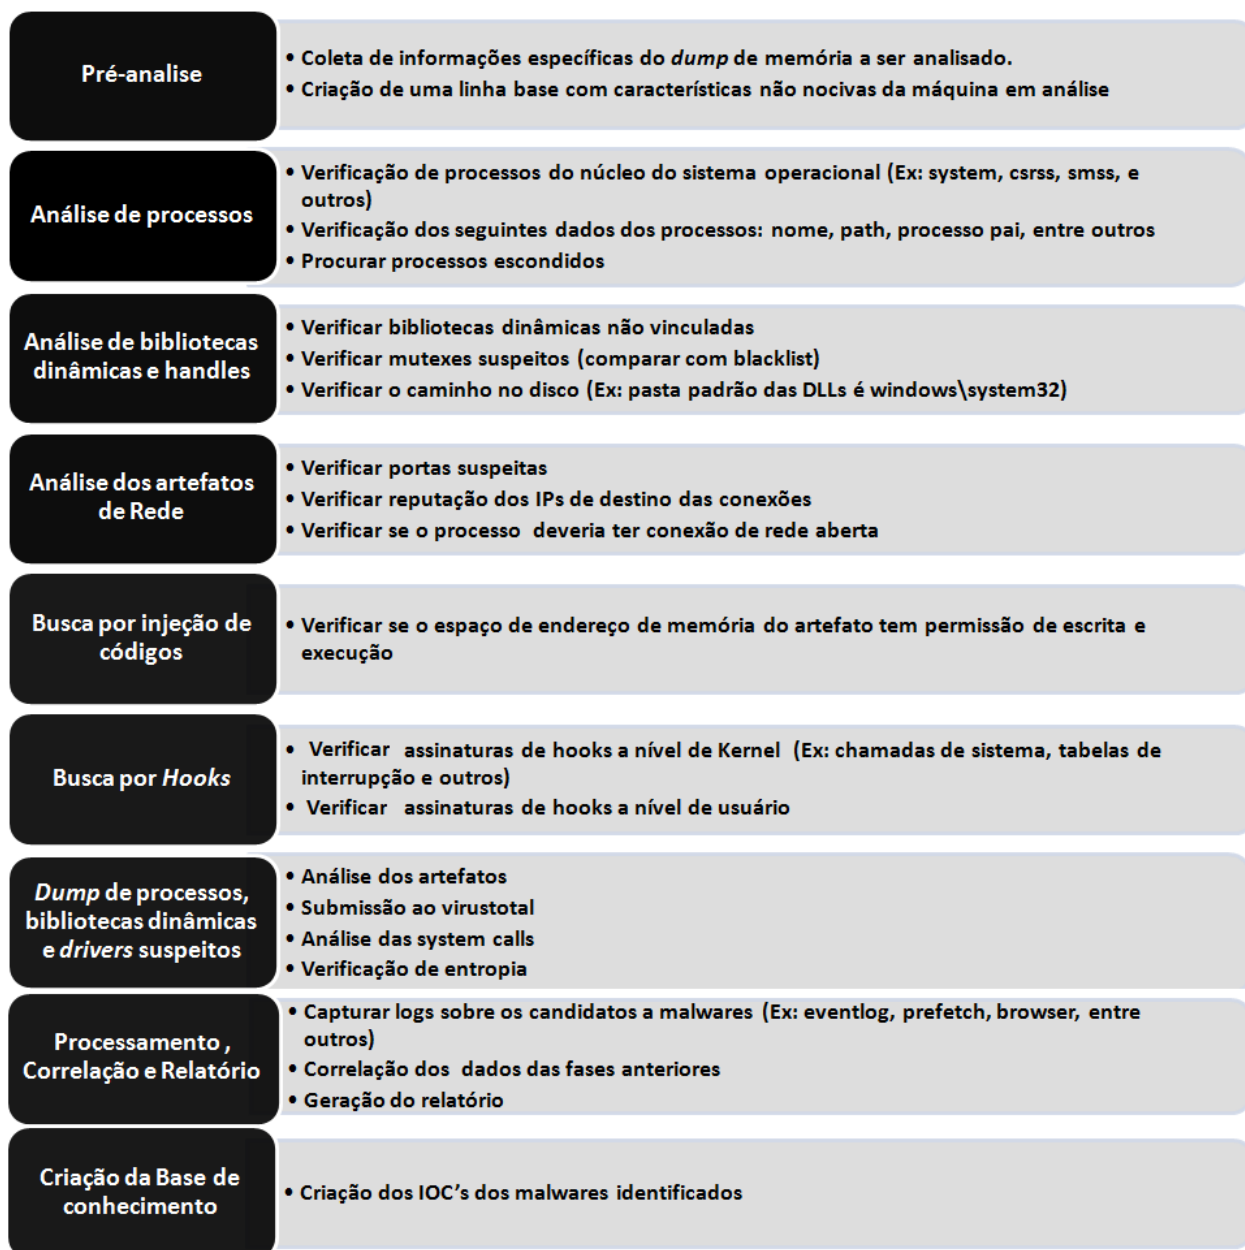 Pré-analise
• Coleta de informações específicas do dump de memória a ser analisado.
• Criação de uma linha base com características não nocivas da máquina em análise
Análise de processos
• Verificação de processos do núcleo do sistema operacional (Ex: system, csrss, smss, e
outros)
• Verificação dos seguintes dados dos processos: nome, path, processo pai, entre outros
• Procurar processos escondidos
Análise de bibliotecas
dinâmicas e handles
• Verificar bibliotecas dinâmicas não vinculadas
• Verificar mutexes suspeitos (comparar com blacklist)
• Verificar o caminho no disco (Ex: pasta padrão das DLLs é windows\system32)
Análise dos artefatos
de Rede
• Verificar portas suspeitas
• Verificar reputação dos IPs de destino das conexões
• Verificar se o processo deveria ter conexão de rede aberta
Busca por injeção de
códigos
• Verificar se o espaço de endereço de memória do artefato tem permissão de escrita e
execução
Busca por Hooks
• Verificar assinaturas de hooks a nível de Kernel (Ex: chamadas de sistema, tabelas de
interrupção e outros)
• Verificar assinaturas de hooks a nível de usuário
Dump de processos,
bibliotecas dinâmicas
e drivers suspeitos
• Análise dos artefatos
• Submissão ao virustotal
• Análise das system calls
• Verificação de entropia
Processamento ,
Correlação e Relatório
• Capturar logs sobre os candidatos a malwares (Ex: eventlog, prefetch, browser, entre
outros)
• Correlação dos dados das fases anteriores
• Geração do relatório
Criação da Base de
conhecimento
• Criação dos IOC's dos malwares identificados